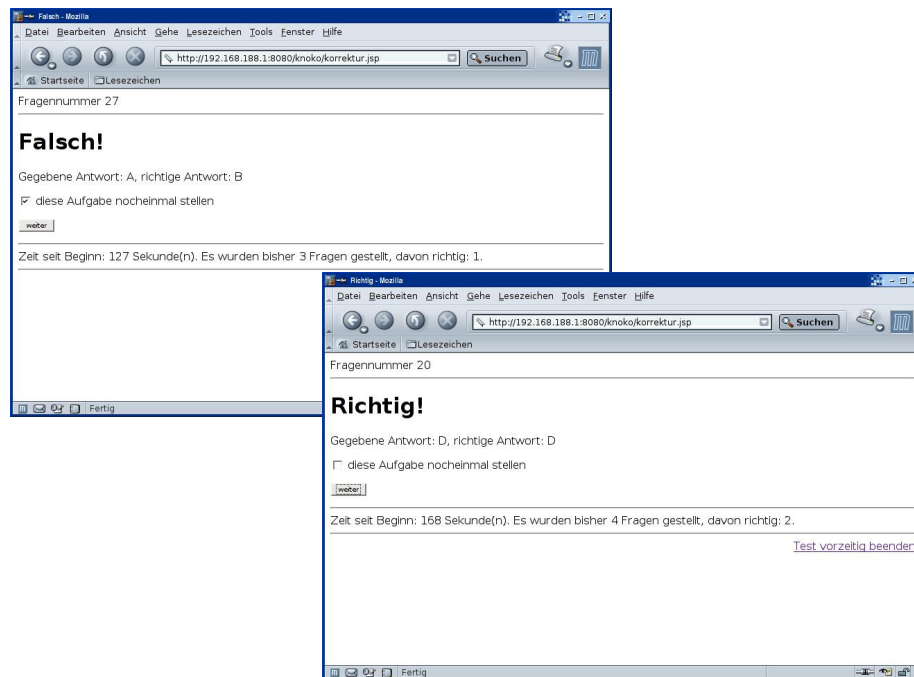 Falsch - Mozilla
Datei Bearbeiten Ansicht Gehe Lesezeichen Tools Fenster Hilfe
http://192.168.188.1:8080/knoko/korrektur.jsp Suchen
Startseite Lesezeichen
Fragennummer 27
Falsch!
Gegebene Antwort: A, richtige Antwort: B
diese Aufgabe nocheinmal stellen
weiter
Zeit seit Beginn: 127 Sekunde(n). Es wurden bisher 3 Fragen gestellt, davon richtig: 1.
Fertig
Richtig - Mozilla
Datei Bearbeiten Ansicht Gehe Lesezeichen Tools Fenster Hilfe
http://192.168.188.1:8080/knoko/korrektur.jsp Suchen
Startseite Lesezeichen
Fragennummer 20
Richtig!
Gegebene Antwort: D, richtige Antwort: D
diese Aufgabe nocheinmal stellen
weiter
Zeit seit Beginn: 168 Sekunde(n). Es wurden bisher 4 Fragen gestellt, davon richtig: 2.
Test vorzeitig beenden
Fertig